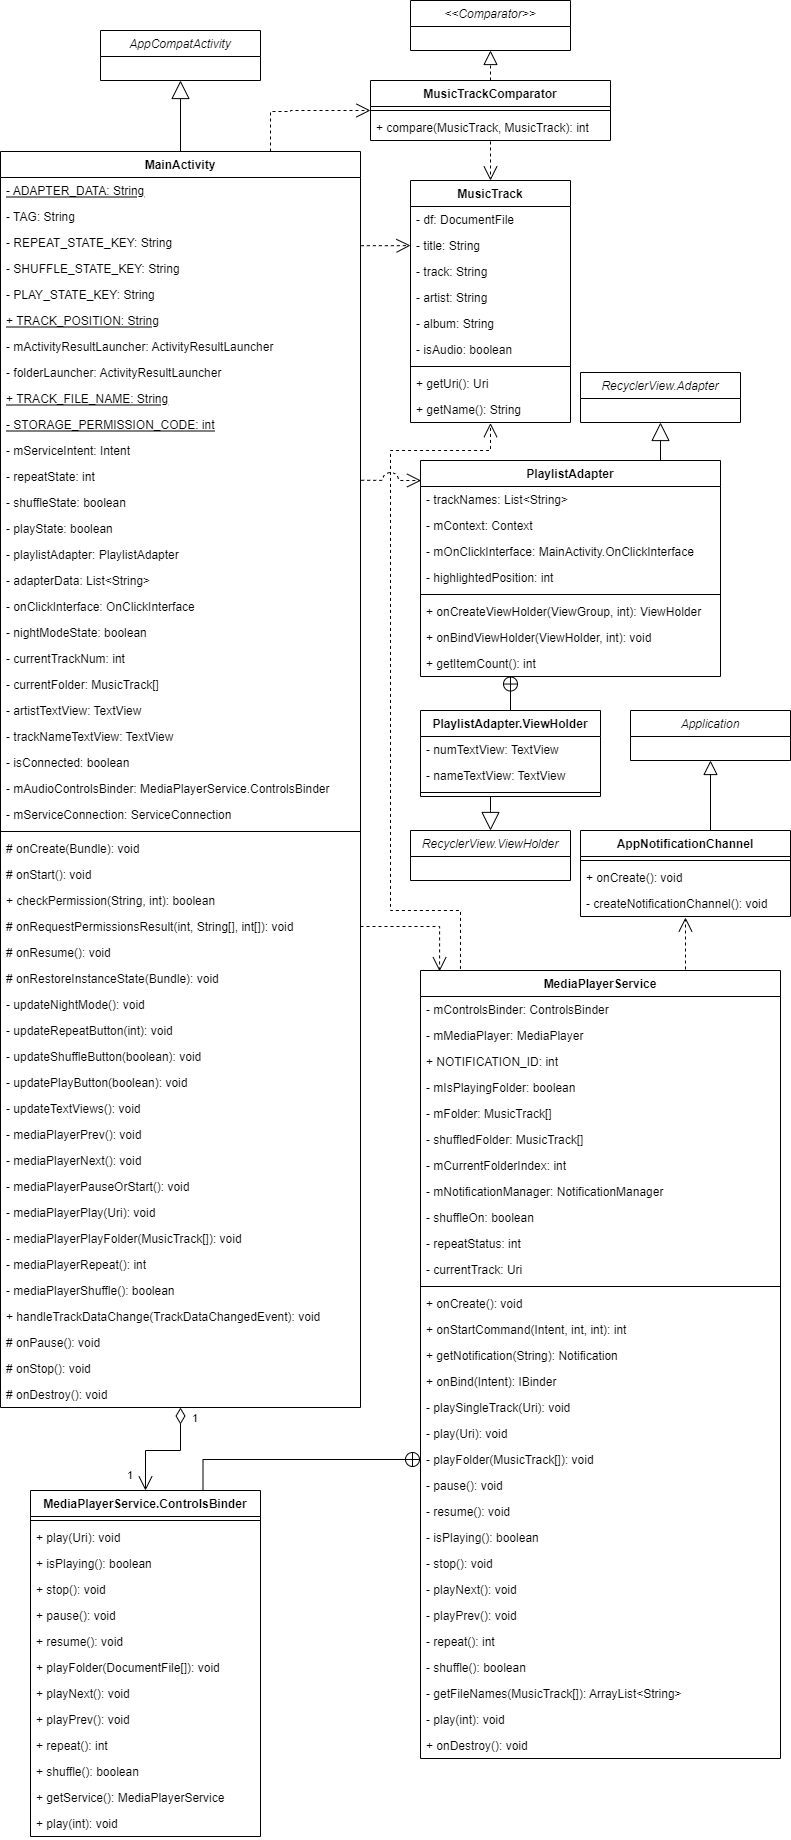 <<Comparator>>
AppCompatActivity
MusicTrackComparator
+ compare(MusicTrack, MusicTrack): int
MainActivity
- ADAPTER_DATA: String
- TAG: String
- REPEAT_STATE_KEY: String
- SHUFFLE_STATE_KEY: String
- PLAY_STATE_KEY: String
+ TRACK_POSITION: String
- mActivityResultLauncher: ActivityResultLauncher
- folderLauncher: ActivityResultLauncher
+ TRACK_FILE_NAME: String
- STORAGE_PERMISSION_CODE: int
- mServiceIntent: Intent
- repeatState: int
- shuffleState: boolean
- playState: boolean
- playlistAdapter: PlaylistAdapter
- adapterData: List<String>
- onClickInterface: OnClickInterface
- nightModeState: boolean
- currentTrackNum: int
- currentFolder: MusicTrack[]
- artistTextView: TextView
- trackNameTextView: TextView
- isConnected: boolean
- mAudioControlsBinder: MediaPlayerService.ControlsBinder
- mServiceConnection: ServiceConnection
# onCreate(Bundle): void
# onStart(): void
+ checkPermission(String, int): boolean
# onRequestPermissionsResult(int, String[], int[]): void
# onResume(): void
# onRestoreInstanceState(Bundle): void
- updateNightMode(): void
- updateRepeatButton(int): void
- updateShuffleButton(boolean): void
- updatePlayButton(boolean): void
- updateTextViews(): void
- mediaPlayerPrev(): void
- mediaPlayerNext(): void
- mediaPlayerPauseOrStart(): void
- mediaPlayerPlay(Uri): void
- mediaPlayerPlayFolder(MusicTrack[]): void
- mediaPlayerRepeat(): int
- mediaPlayerShuffle(): boolean
+ handleTrackDataChange(TrackDataChangedEvent): void
# onPause(): void
# onStop(): void
# onDestroy(): void
MusicTrack
- df: DocumentFile
- title: String
- track: String
- artist: String
- album: String
- isAudio: boolean
+ getUri(): Uri
+ getName(): String
RecyclerView.Adapter
PlaylistAdapter
- trackNames: List<String>
- mContext: Context
- mOnClickInterface: MainActivity.OnClickInterface
- highlightedPosition: int
+ onCreateViewHolder(ViewGroup, int): ViewHolder
+ onBindViewHolder(ViewHolder, int): void
+ getItemCount(): int
PlaylistAdapter.ViewHolder
- numTextView: TextView
- nameTextView: TextView
RecyclerView.ViewHolder
Application
AppNotificationChannel
+ onCreate(): void
- createNotificationChannel(): void
MediaPlayerService
- mControlsBinder: ControlsBinder
- mMediaPlayer: MediaPlayer
+ NOTIFICATION_ID: int
- mIsPlayingFolder: boolean
- mFolder: MusicTrack[]
- shuffledFolder: MusicTrack[]
- mCurrentFolderIndex: int
- mNotificationManager: NotificationManager
- shuffleOn: boolean
- repeatStatus: int
- currentTrack: Uri
+ onCreate(): void
+ onStartCommand(Intent, int, int): int
+ getNotification(String): Notification
+ onBind(Intent): IBinder
- playSingleTrack(Uri): void
- play(Uri): void
- playFolder(MusicTrack[]): void
- pause(): void
- resume(): void
- isPlaying(): boolean
- stop(): void
- playNext(): void
- playPrev(): void
- repeat(): int
- shuffle(): boolean
- getFileNames(MusicTrack[]): ArrayList<String>
- play(int): void
+ onDestroy(): void
1
1
MediaPlayerService.ControlsBinder
+ play(Uri): void
+ isPlaying(): boolean
+ stop(): void
+ pause(): void
+ resume(): void
+ playFolder(DocumentFile[]): void
+ playNext(): void
+ playPrev(): void
+ repeat(): int
+ shuffle(): boolean
+ getService(): MediaPlayerService
+ play(int): void